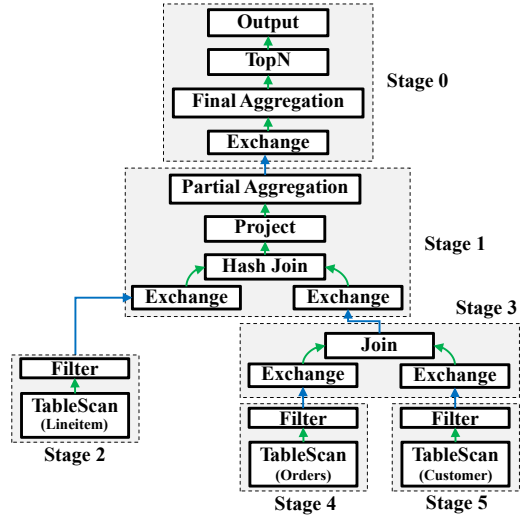 Output
TopN
Final Aggregation
Exchange
Stage 0
Partial Aggregation
Project
Hash Join
Exchange
Exchange
Stage 1
Stage 3
Join
Exchange
Exchange
Filter
TableScan
(Lineitem)
Stage 2
Filter
TableScan
(Orders)
Stage 4
Filter
TableScan
(Customer)
Stage 5